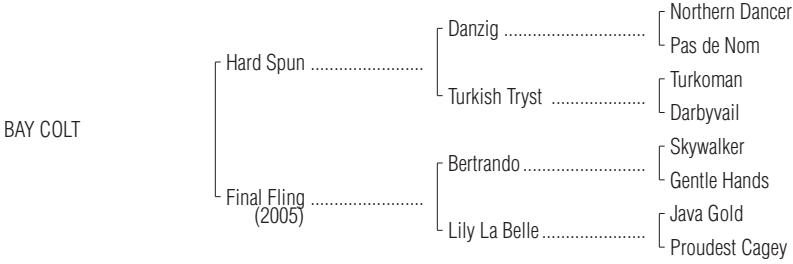 Northern Dancer
Danzig ..............................
Pas de Nom
Hard Spun ........................
Turkoman
Turkish Tryst ....................
Darbyvail
BAY COLT
Skywalker
Bertrando ..........................
Gentle Hands
Final Fling ........................
(2005)
Java Gold
Lily La Belle ......................
Proudest Cagey